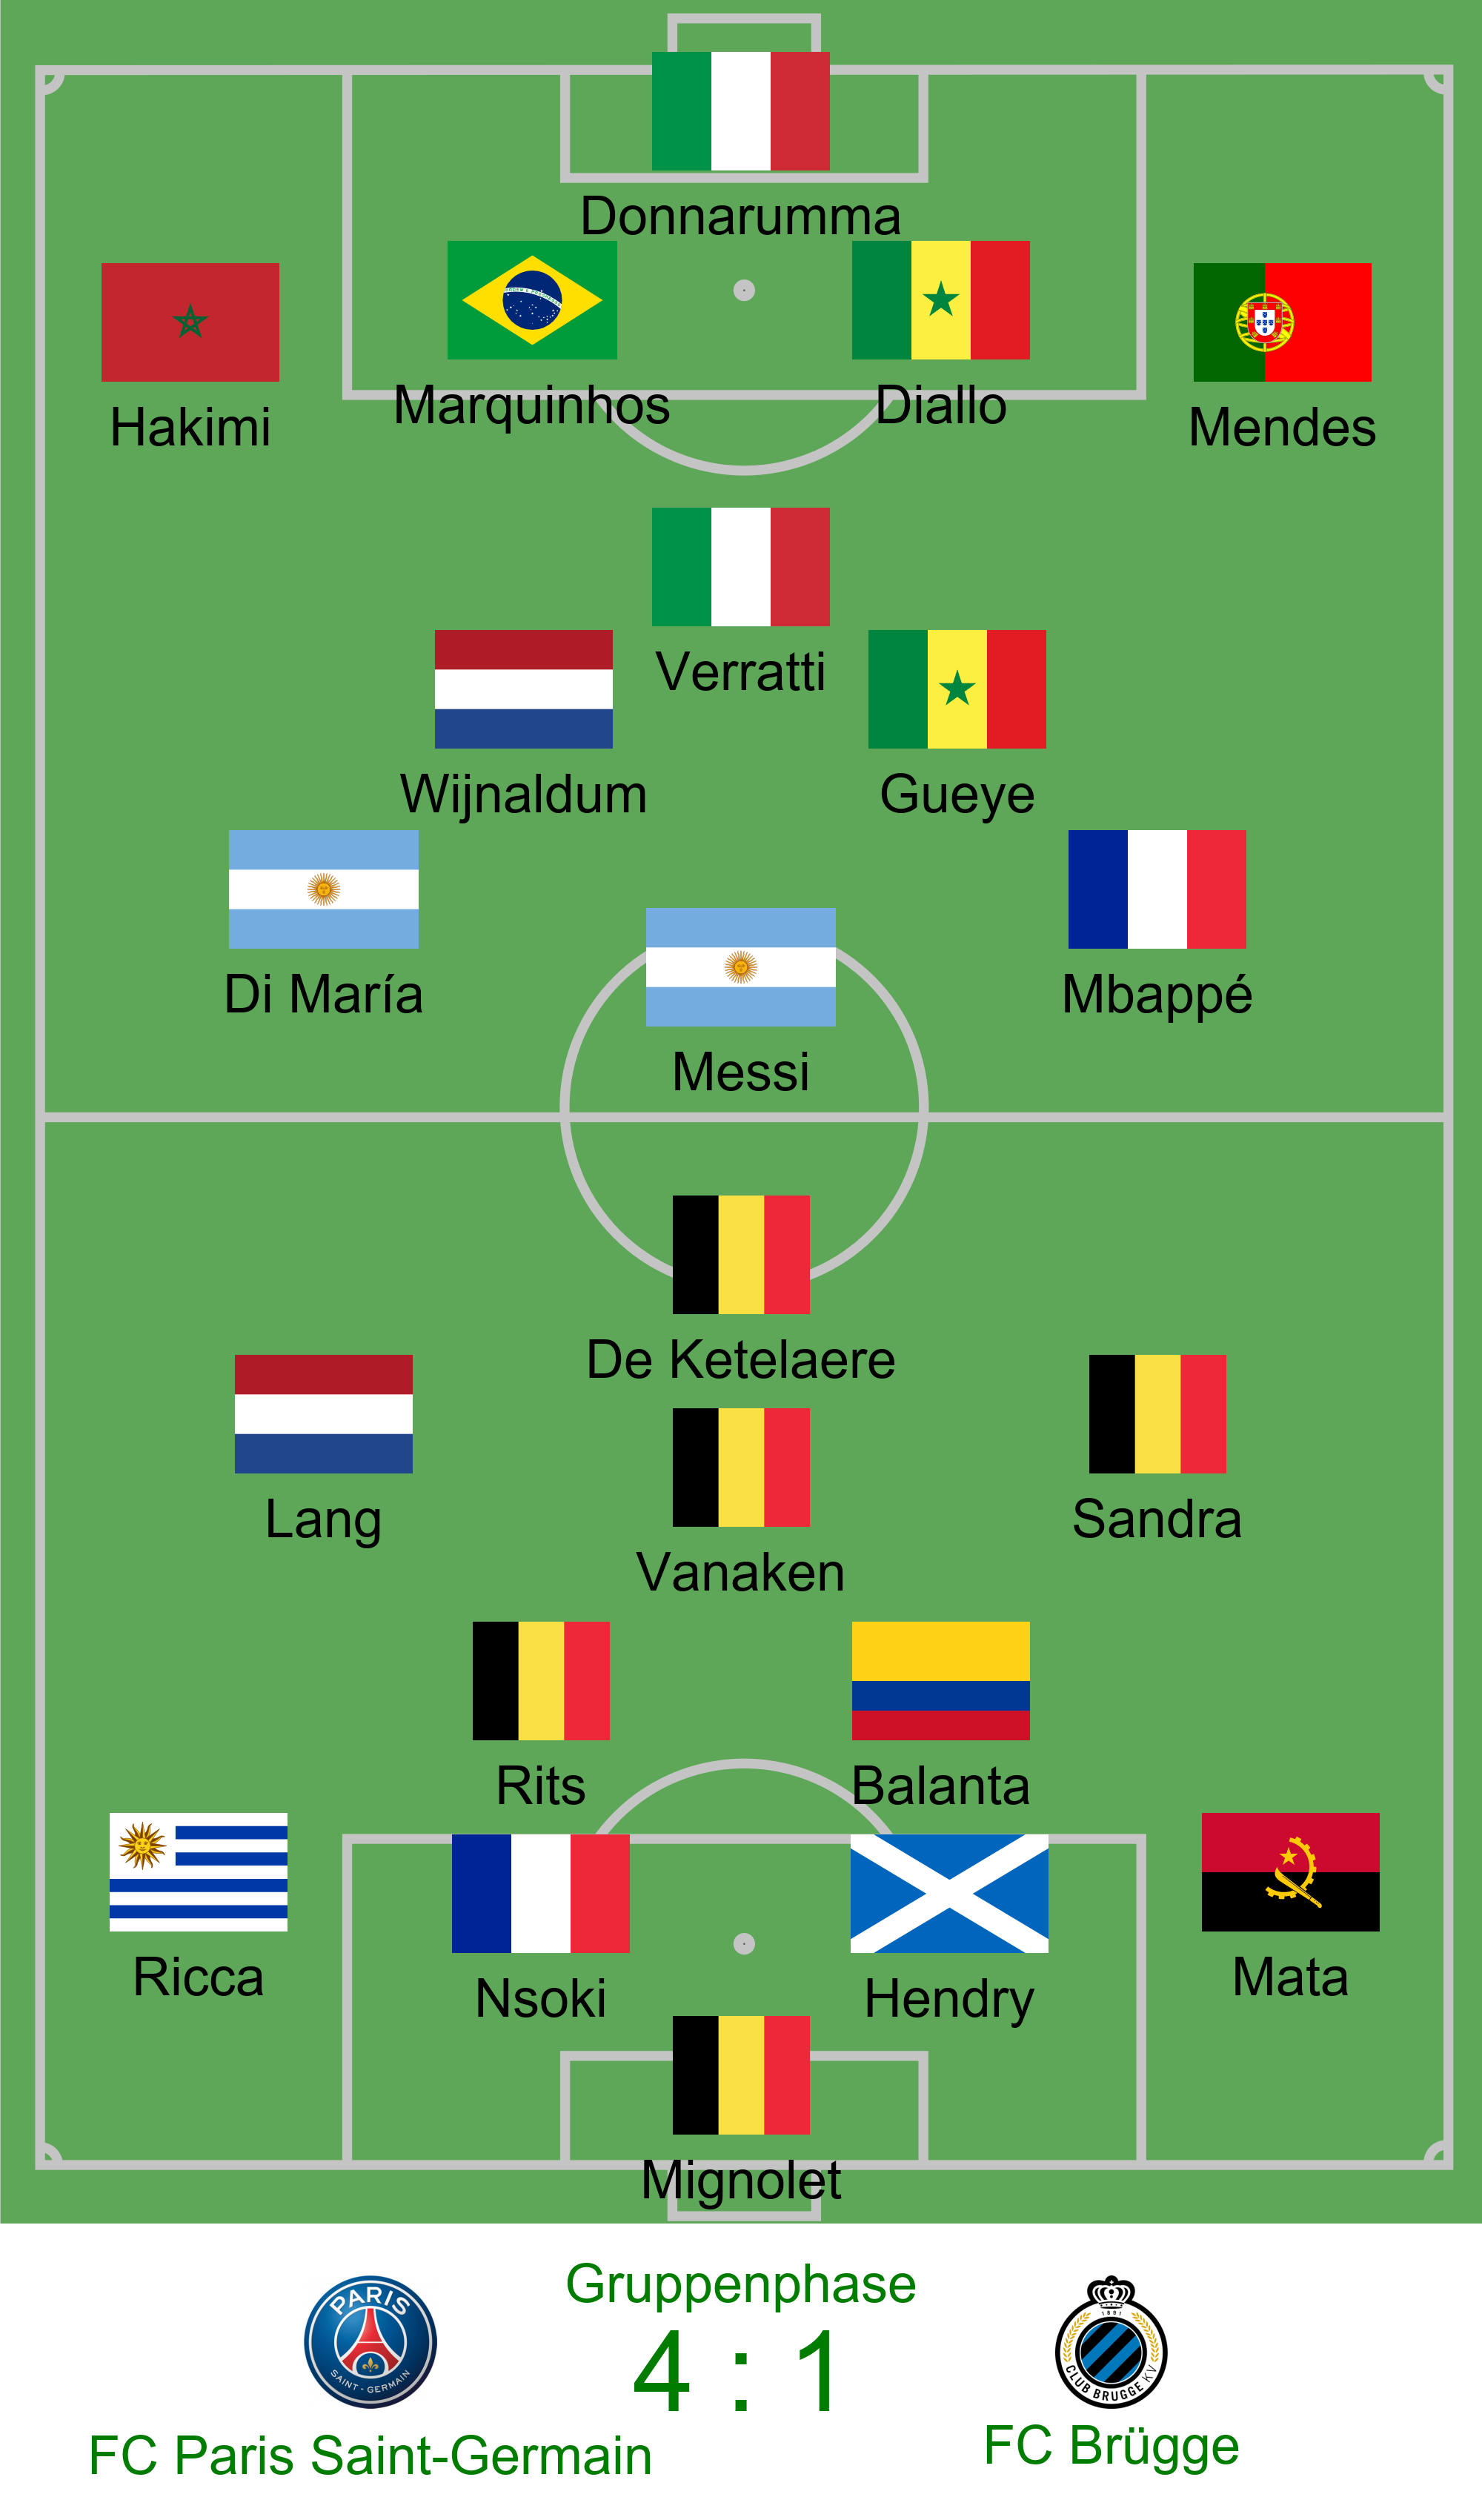 Donnarumma
Hakimi
Marquinhos
Diallo
Mendes
Verratti
Wijnaldum
Gueye
Di María
Messi
Mbappé
De Ketelaere
Lang
Vanaken
Sandra
Rits
Balanta
Ricca
Nsoki
Hendry
Mata
Mignolet
Gruppenphase
4 : 1
PARIS
SAINT-GERMAIN
1891
CLUB BRUGGE KV
FC Paris Saint-Germain
FC Brügge